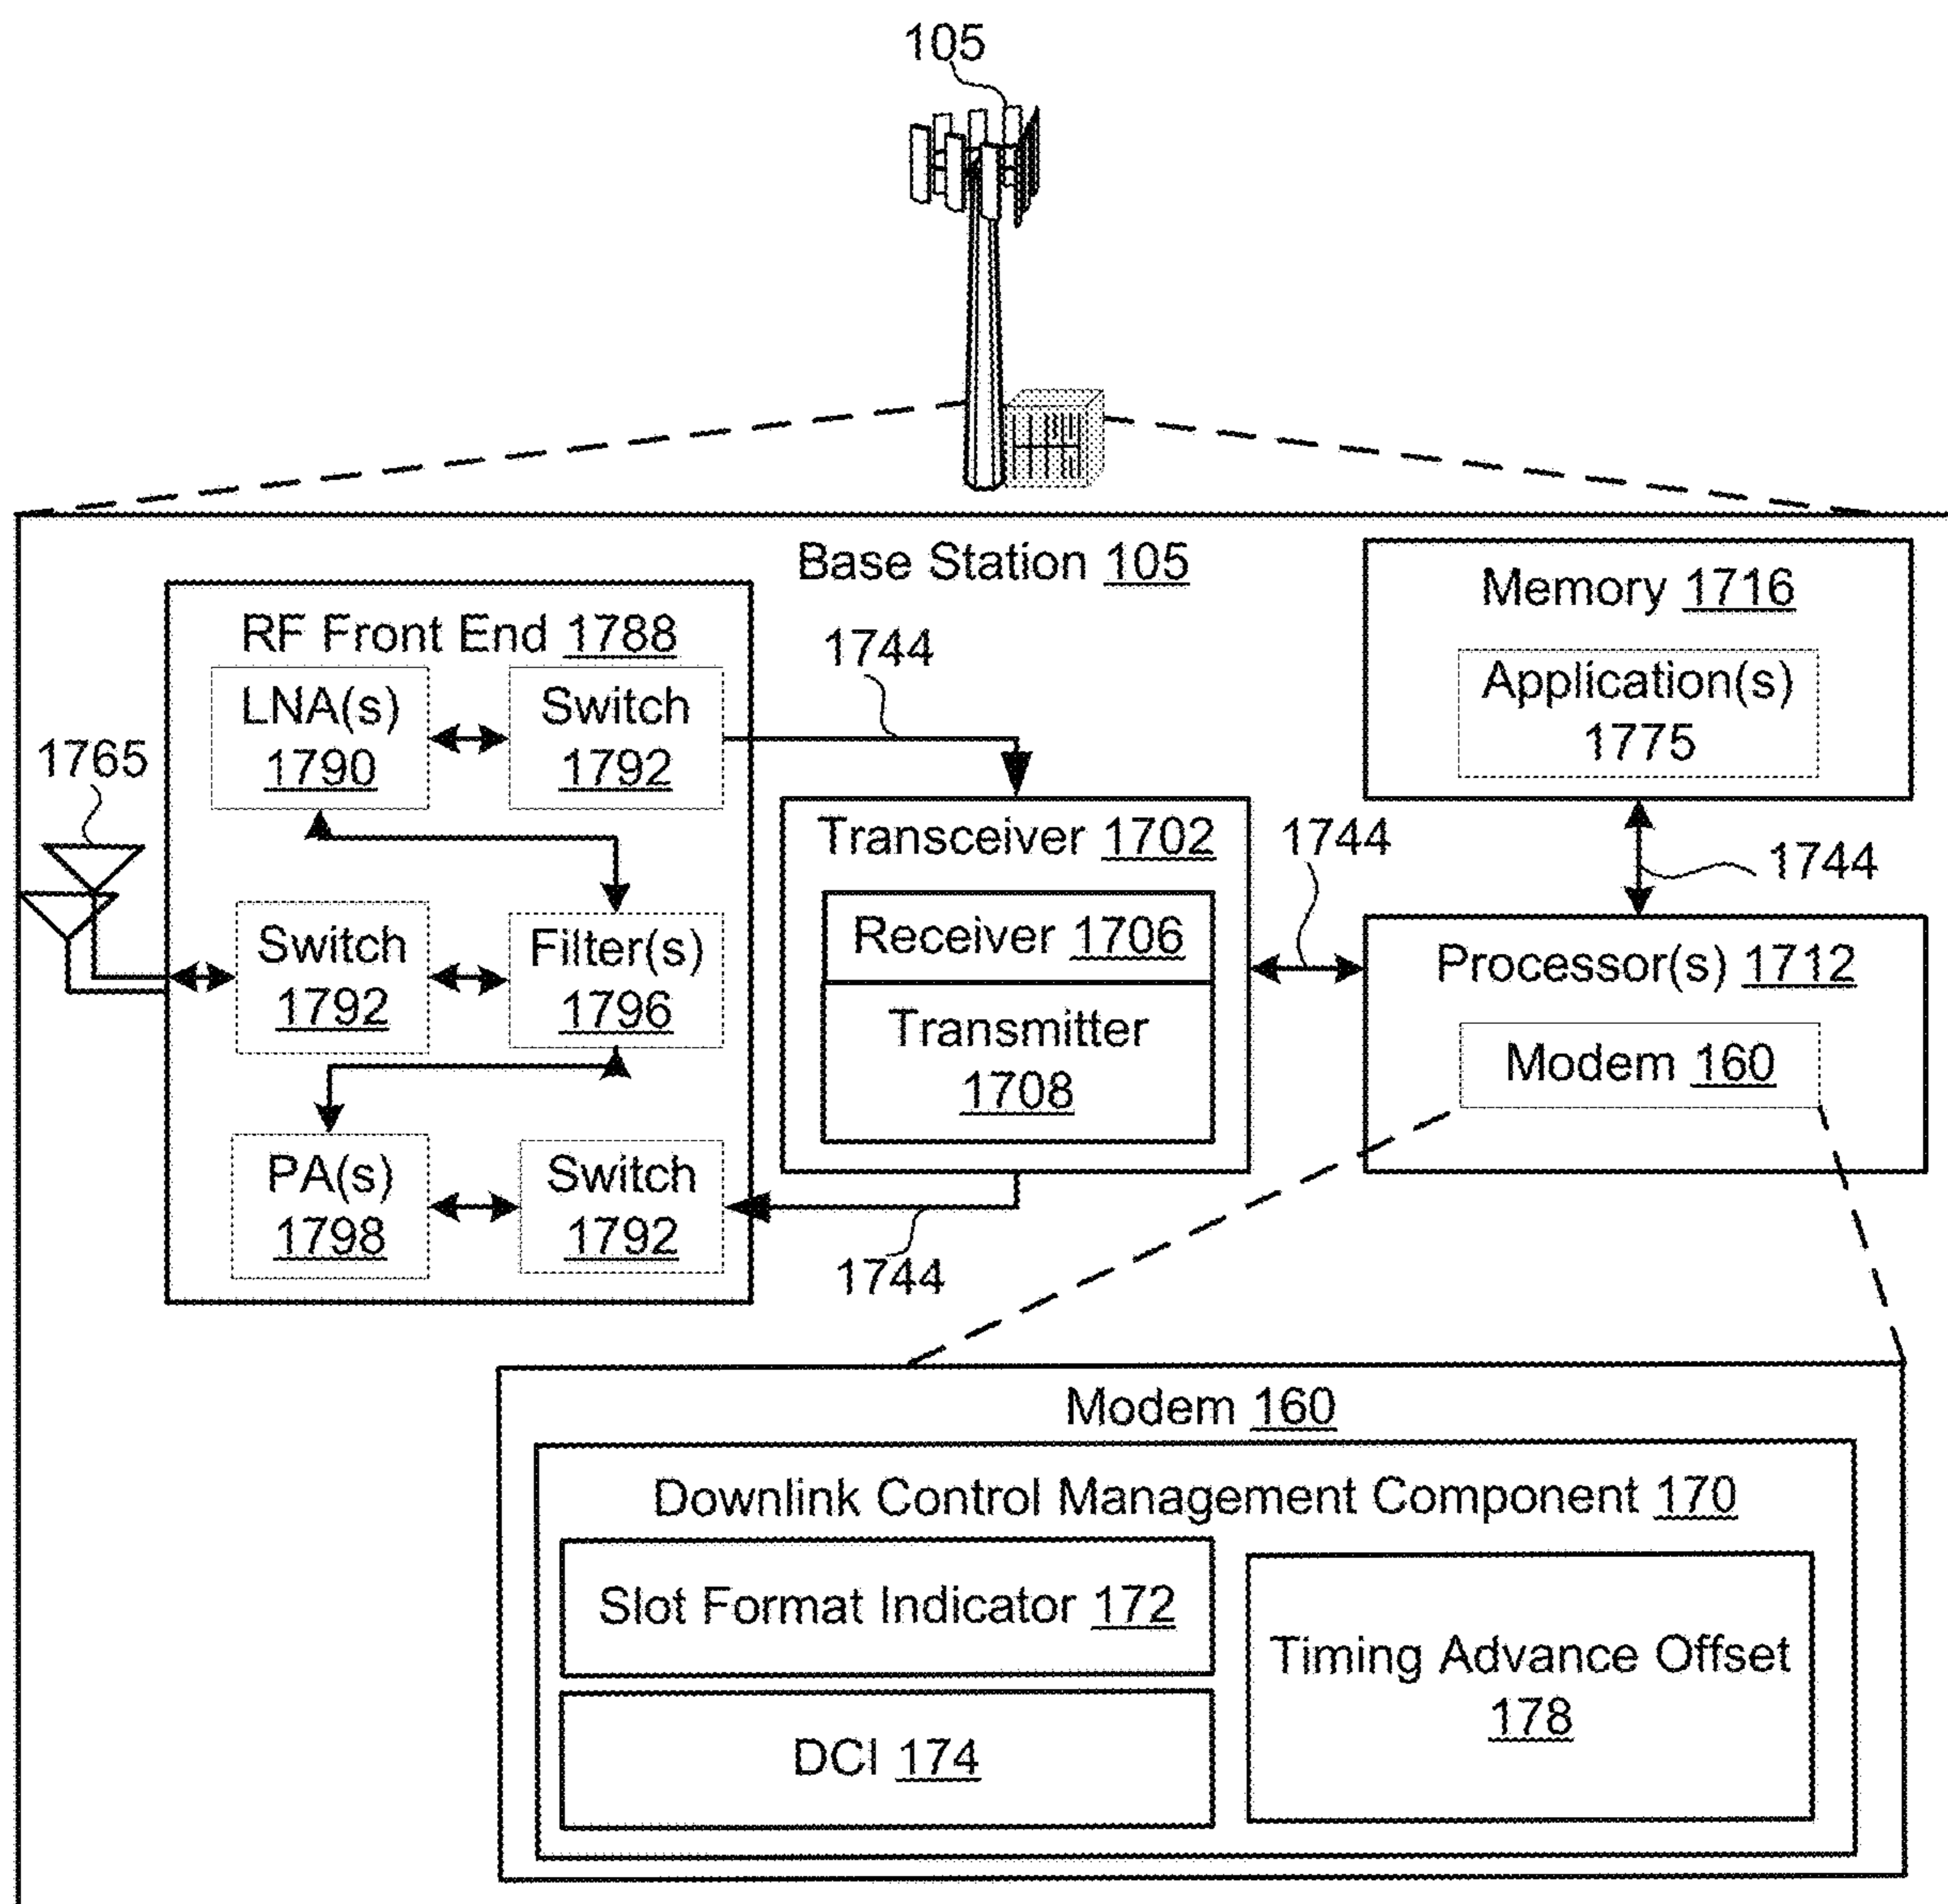 105
Base Station 105
RF Front End 1788
LNA(s)
1790
Switch
1792
1744
1765
Switch
1792
Filter(s)
1796
PA(s)
1798
Switch
1792
1744
Transceiver 1702
Receiver 1706
Transmitter
1708
1744
Memory 1716
Application(s)
1775
1744
Processor(s) 1712
Modem 160
Modem 160
Downlink Control Management Component 170
Slot Format Indicator 172
DCI 174
Timing Advance Offset
178